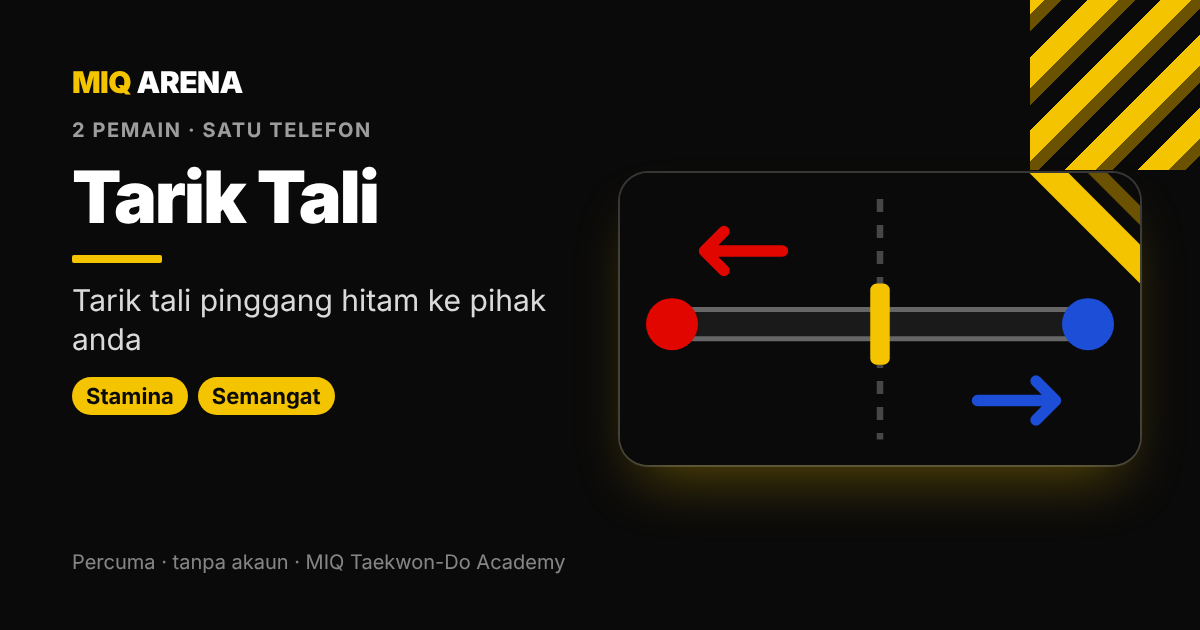 MIQ ARENA
2 PEMAIN · SATU TELEFON
Tarik Tali
Tarik tali pinggang hitam ke pihak
anda
Stamina Semangat
Percuma · tanpa akaun · MIQ Taekwon-Do Academy